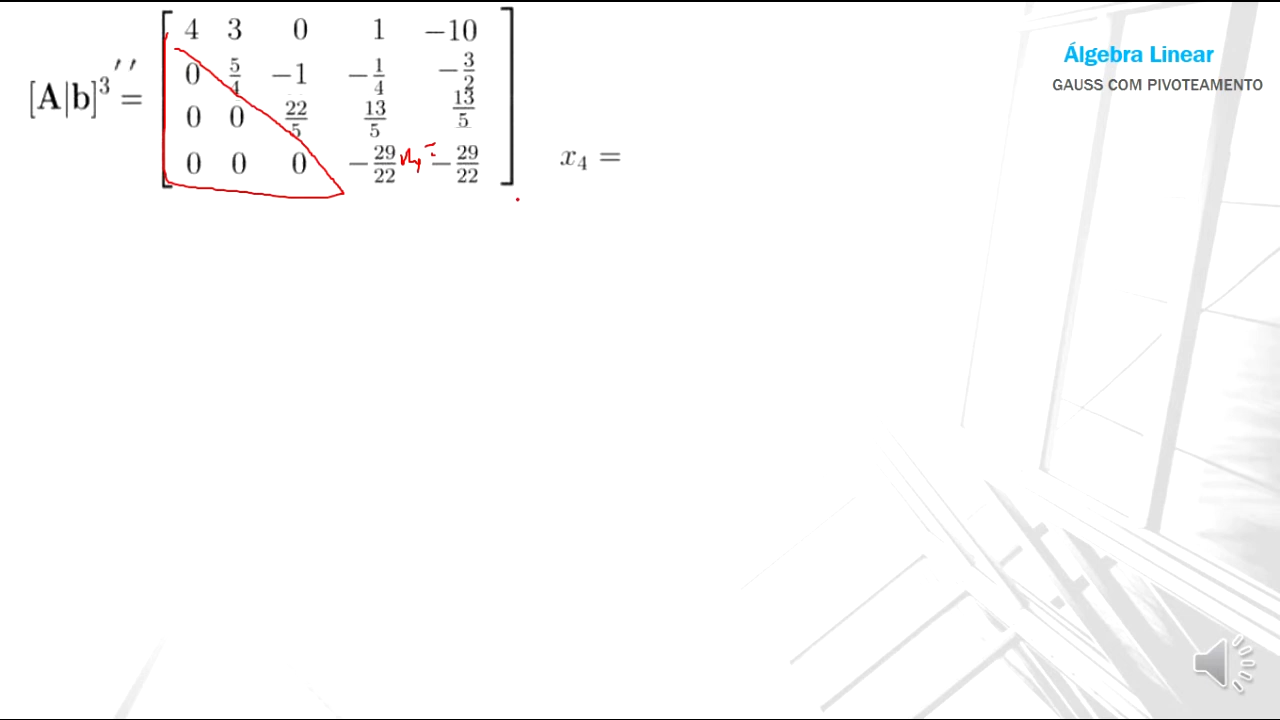 Álgebra Linear
GAUSS COM PIVOTEAMENTO
[A|b]³′′ =
4 3 0 1 −10
0 5/4 −1 −1/4 −3/2
0 0 22/5 13/5 13/5
0 0 0 −29/22 x₄ = −29/22
x₄ =